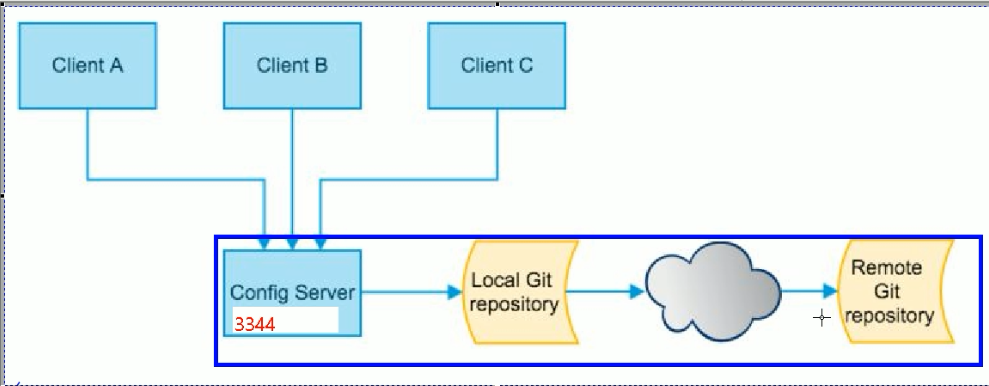 Client A
Client B
Client C
Config Server
3344
Local Git
repository
Remote
Git
repository